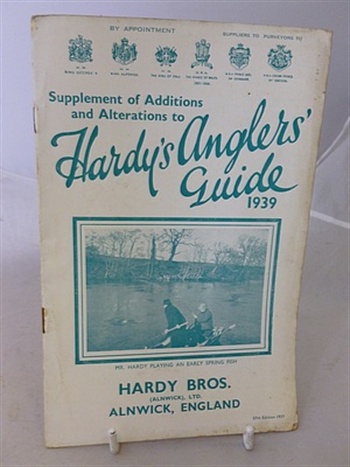 BY APPOINTMENT
SUPPLIERS TO PURVEYORS TO
Supplement of Additions
and Alterations to
Hardy's Anglers'
Guide
1939
MR. HARDY PLAYING AN EARLY SPRING FISH
HARDY BROS.
(ALNWICK), LTD.
ALNWICK, ENGLAND